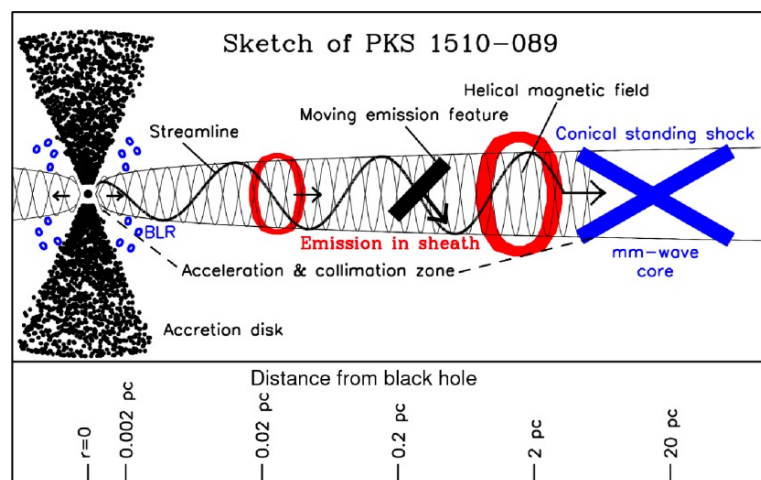 Sketch of PKS 1510-089
Helical magnetic field
Moving emission feature
Streamline
Conical standing shock
BLR
Emission in sheath
Acceleration & collimation zone
mm-wave
core
Accretion disk
Distance from black hole
r=0
0.002 pc
0.02 pc
0.2 pc
2 pc
20 pc